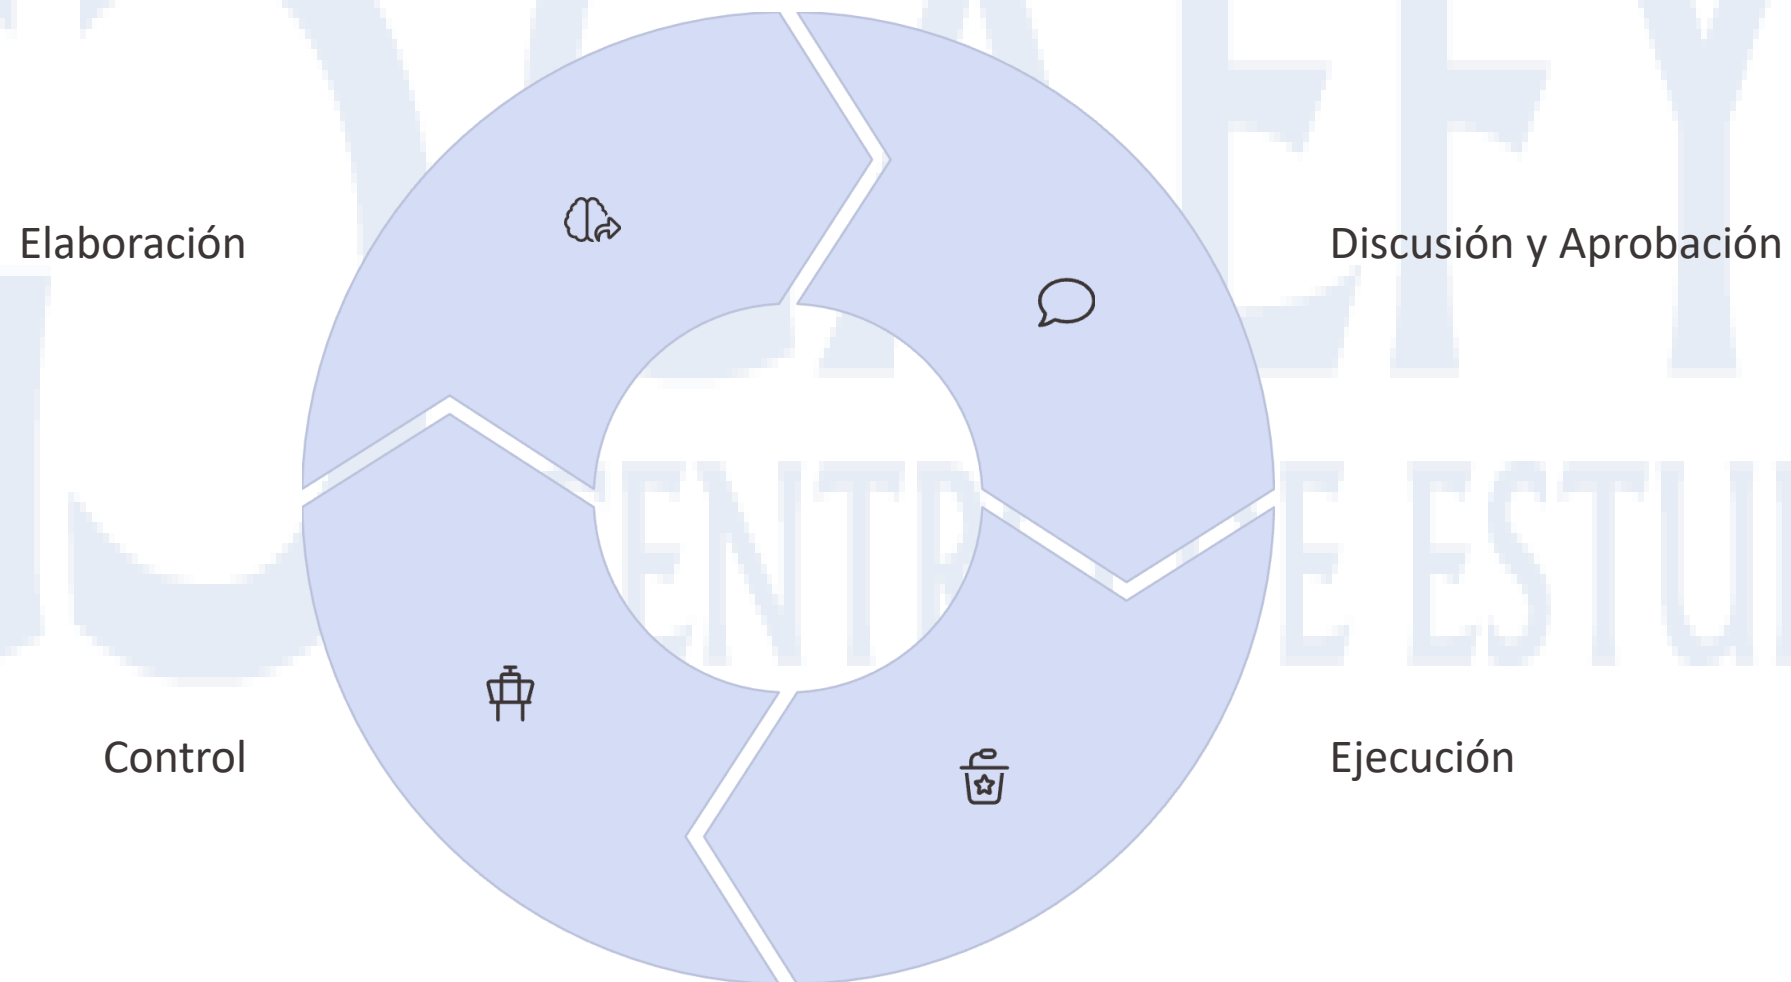 Elaboración
Discusión y Aprobación
Control
Ejecución